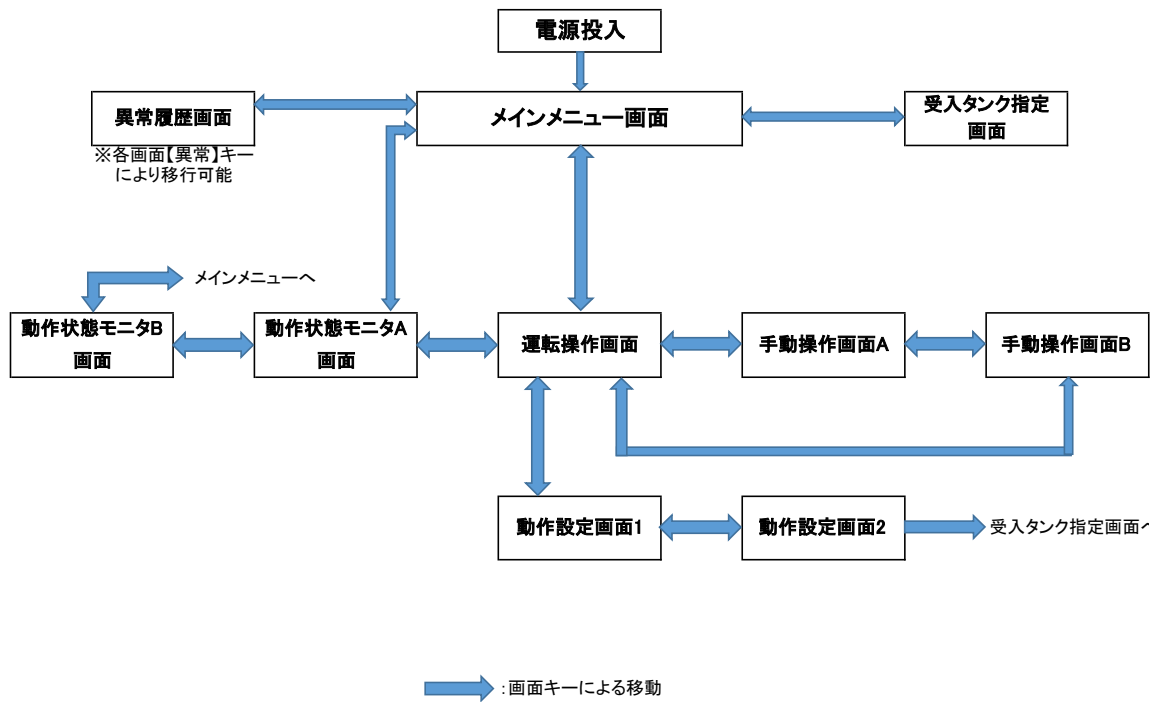 電源投入
異常履歴画面
メインメニュー画面
受入タンク指定
画面
※各画面【異常】キー
により移行可能
メインメニューへ
動作状態モニタB
画面
動作状態モニタA
画面
運転操作画面
手動操作画面A
手動操作画面B
動作設定画面1
動作設定画面2
受入タンク指定画面へ
:画面キーによる移動